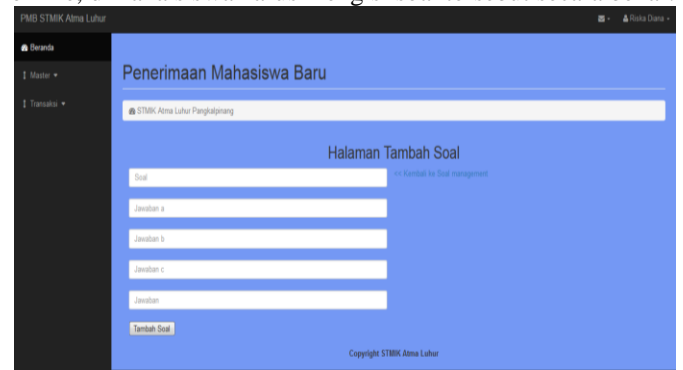 PMB STMIK Atma Luhur
Rieka Diana
Beranda
Master
Transaksi
Penerimaan Mahasiswa Baru
STMIK Atma Luhur Pangkalpinang
Halaman Tambah Soal
Soal
<< Kembali ke Soal management
Jawaban a
Jawaban b
Jawaban c
Jawaban
Tambah Soal
Copyright STMIK Atma Luhur